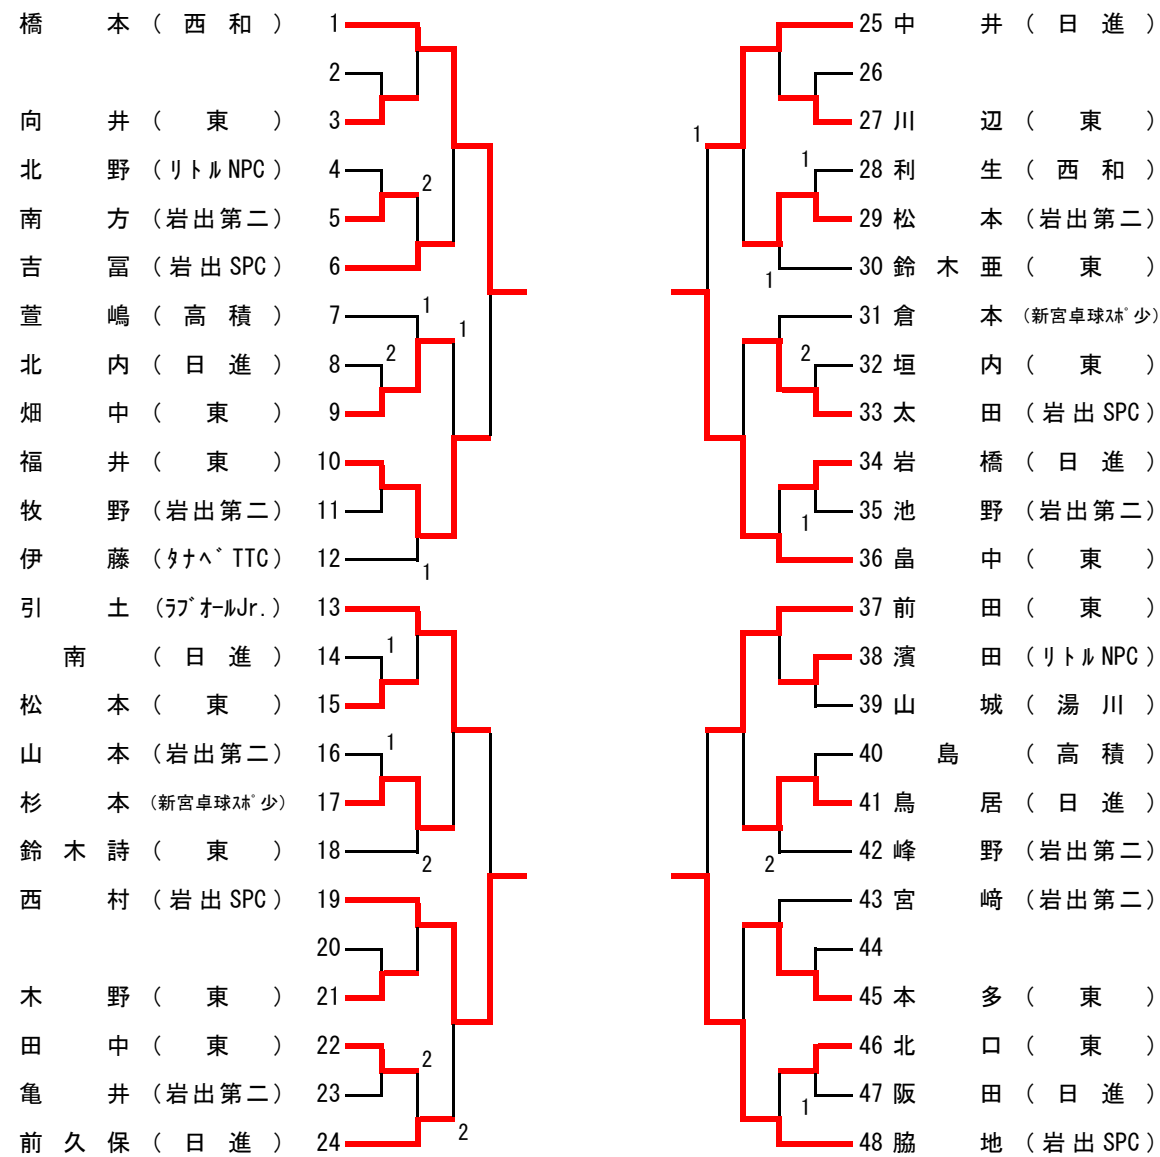 橋本(西和) 1
2
向井(東) 3
北野(リトルNPC) 4
2
南方(岩出第二) 5
吉冨(岩出SPC) 6
萱嶋(高積) 7
1
1
北内(日進) 8
2
畑中(東) 9
福井(東) 10
牧野(岩出第二) 11
伊藤(タナベTTC) 12
1
引土(ラブオールJr.) 13
南(日進) 14
1
松本(東) 15
山本(岩出第二) 16
1
杉本(新宮卓球スポ少) 17
鈴木詩(東) 18
2
西村(岩出SPC) 19
20
木野(東) 21
田中(東) 22
2
亀井(岩出第二) 23
前久保(日進) 24
2
25 中井(日進)
26
27 川辺(東)
1
28 利生(西和)
1
29 松本(岩出第二)
30 鈴木亜(東)
1
31 倉本(新宮卓球スポ少)
32 垣内(東)
2
33 太田(岩出SPC)
34 岩橋(日進)
35 池野(岩出第二)
1
36 畠中(東)
37 前田(東)
38 濱田(リトルNPC)
39 山城(湯川)
40 島(高積)
41 鳥居(日進)
42 峰野(岩出第二)
2
43 宮﨑(岩出第二)
44
45 本多(東)
46 北口(東)
47 阪田(日進)
1
48 脇地(岩出SPC)